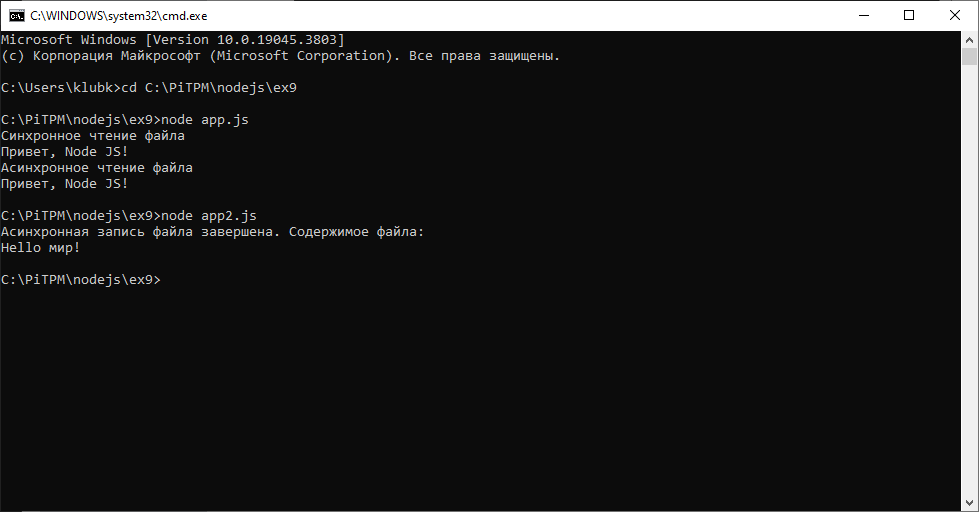 C:\WINDOWS\system32\cmd.exe
Microsoft Windows [Version 10.0.19045.3803]
(c) Корпорация Майкрософт (Microsoft Corporation). Все права защищены.
C:\Users\klubk>cd C:\PiTPM\nodejs\ex9
C:\PiTPM\nodejs\ex9>node app.js
Синхронное чтение файла
Привет, Node JS!
Асинхронное чтение файла
Привет, Node JS!
C:\PiTPM\nodejs\ex9>node app2.js
Асинхронная запись файла завершена. Содержимое файла:
Hello мир!
C:\PiTPM\nodejs\ex9>